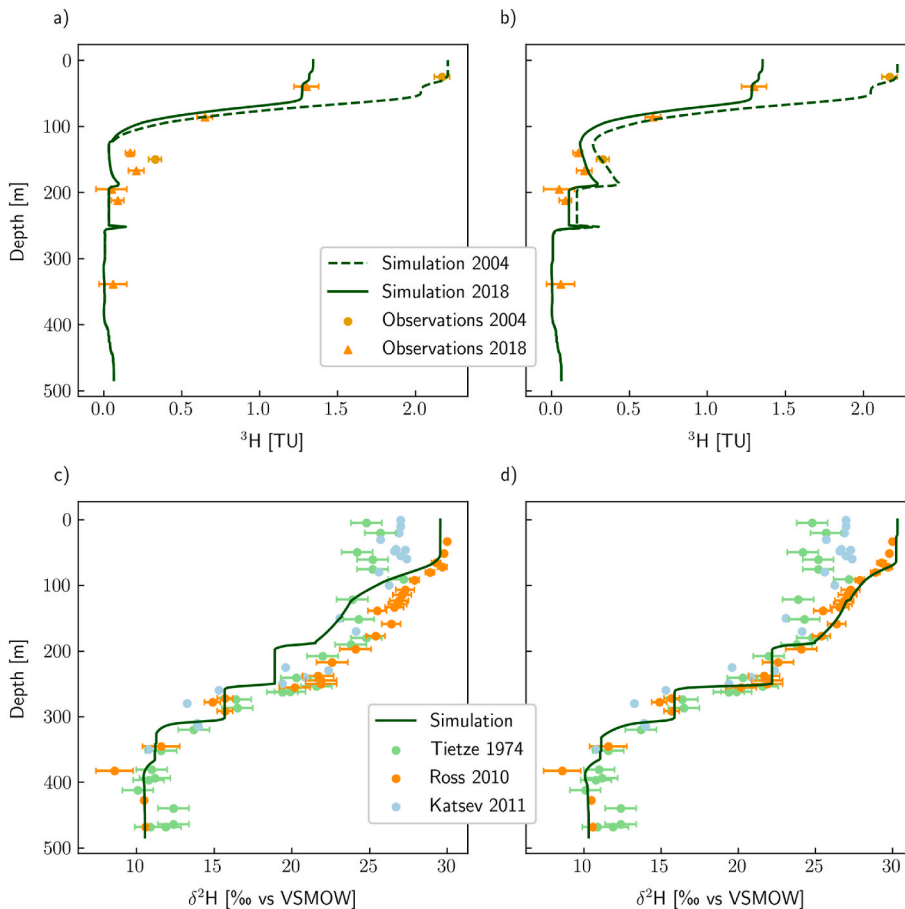 a)
b)
0
100
200
300
400
500
Depth [m]
0.0 0.5 1.0 1.5 2.0
0.0 0.5 1.0 1.5 2.0
³H [TU]
³H [TU]
Simulation 2004
Simulation 2018
Observations 2004
Observations 2018
c)
d)
0
100
200
300
400
500
Depth [m]
10 15 20 25 30
10 15 20 25 30
δ²H [‰ vs VSMOW]
δ²H [‰ vs VSMOW]
Simulation
Tietze 1974
Ross 2010
Katsev 2011